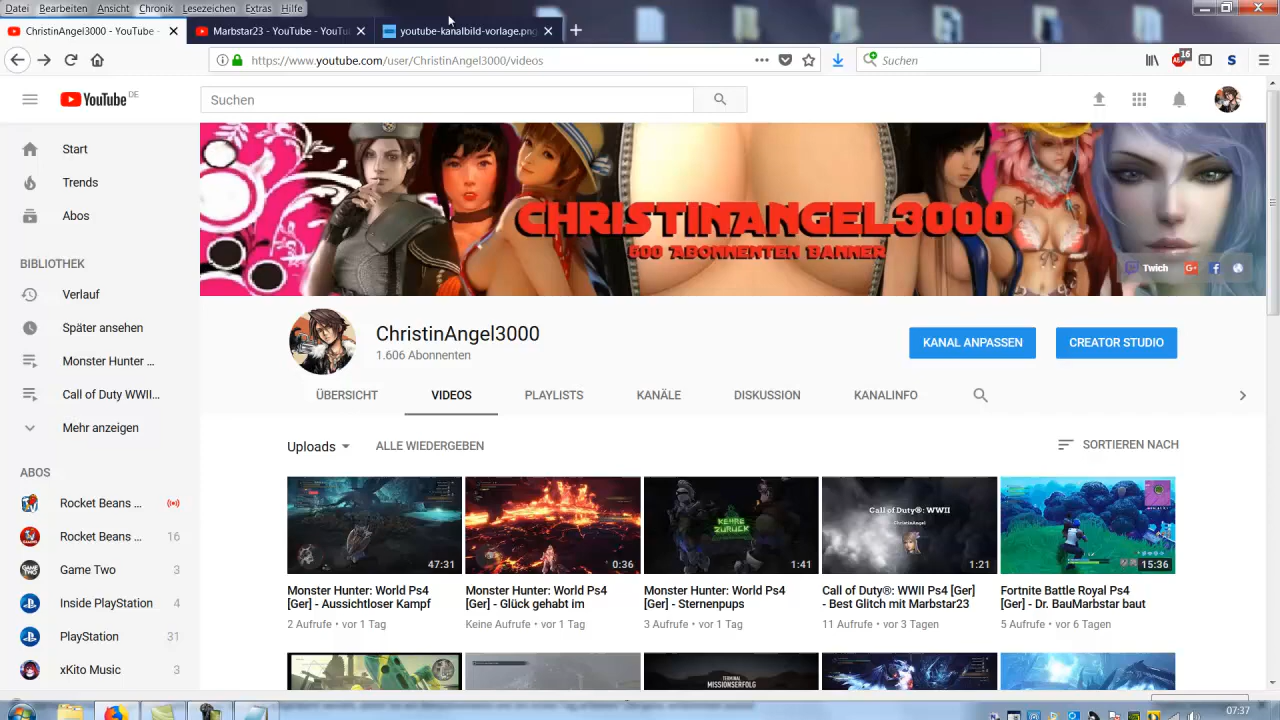 Datei Bearbeiten Ansicht Chronik Lesezeichen Extras Hilfe
ChristinAngel3000 - YouTube -
Marbstar23 - YouTube - YouTu
youtube-kanalbild-vorlage.png
https://www.youtube.com/user/ChristinAngel3000/videos
Suchen
16
S
YouTube DE
Suchen
Start
Trends
Abos
BIBLIOTHEK
Verlauf
Später ansehen
Monster Hunter ...
Call of Duty WWII...
Mehr anzeigen
ABOS
Rocket Beans ...
Rocket Beans ... 16
Game Two 3
Inside PlayStation 4
PlayStation 31
xKito Music 3
CHRISTINANGEL3000
600 ABONNENTEN BANNER
Twich
ChristinAngel3000
1.606 Abonnenten
KANAL ANPASSEN
CREATOR STUDIO
ÜBERSICHT VIDEOS PLAYLISTS KANÄLE DISKUSSION KANALINFO
Uploads ALLE WIEDERGEBEN SORTIEREN NACH
47:31
Monster Hunter: World Ps4
[Ger] - Aussichtloser Kampf
2 Aufrufe · vor 1 Tag
0:36
Monster Hunter: World Ps4
[Ger] - Glück gehabt im
Keine Aufrufe · vor 1 Tag
KEHRE
ZURÜCK
1:41
Monster Hunter: World Ps4
[Ger] - Sternenpups
3 Aufrufe · vor 1 Tag
Call of Duty®: WWII
ChristinAngel
1:21
Call of Duty®: WWII Ps4 [Ger]
- Best Glitch mit Marbstar23
11 Aufrufe · vor 3 Tagen
15:36
Fortnite Battle Royal Ps4
[Ger] - Dr. BauMarbstar baut
5 Aufrufe · vor 6 Tagen
TERMINAL
MISSIONSERFOLG
07:37